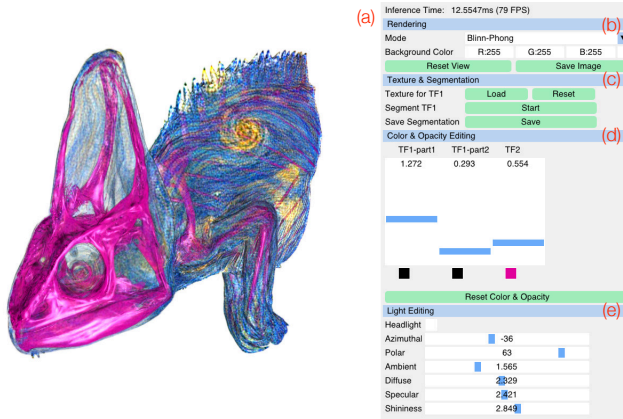 (a)
Inference Time: 12.5547ms (79 FPS)
Rendering (b)
Mode Blinn-Phong
Background Color R:255 G:255 B:255
Reset View Save Image
Texture & Segmentation (c)
Texture for TF1 Load Reset
Segment TF1 Start
Save Segmentation Save
Color & Opacity Editing (d)
TF1-part1 TF1-part2 TF2
1.272 0.293 0.554
Reset Color & Opacity
Light Editing (e)
Headlight
Azimuthal -36
Polar 63
Ambient 1.565
Diffuse 2.329
Specular 2.421
Shininess 2.849